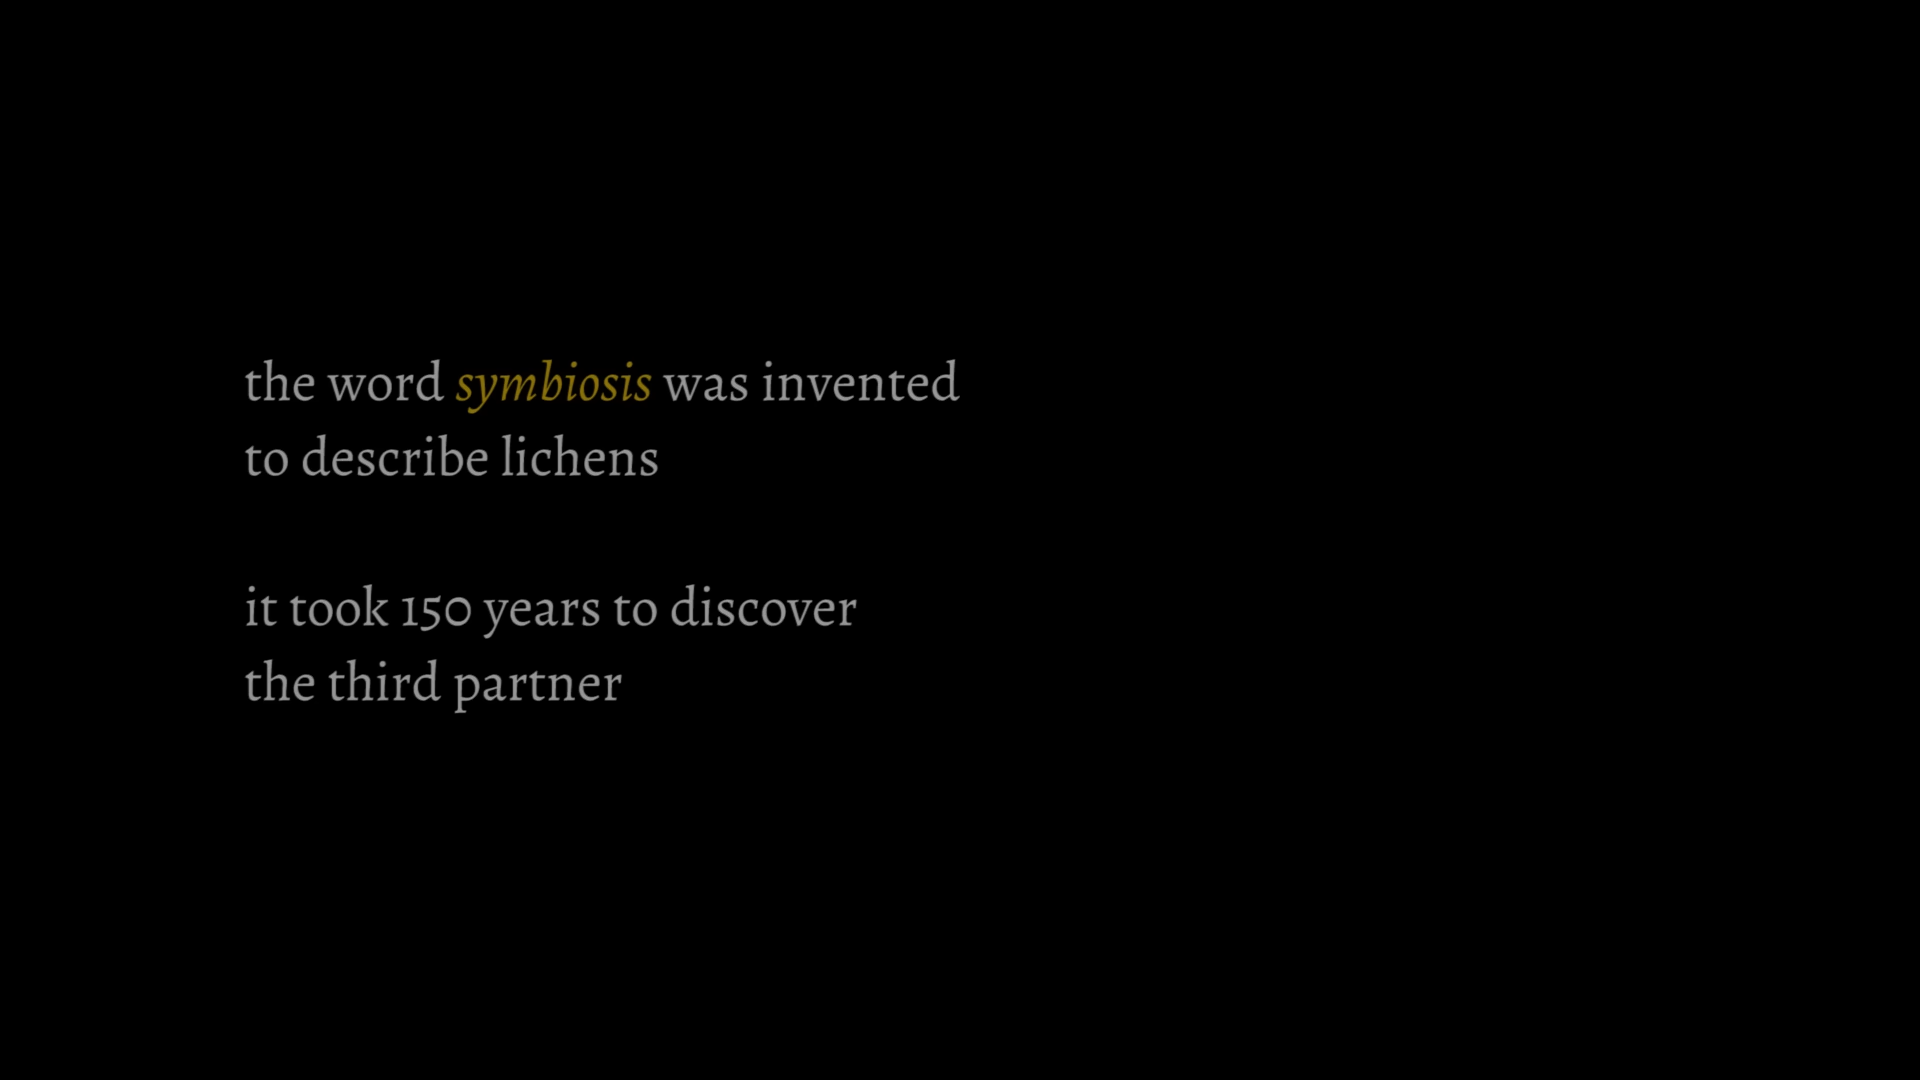 the word symbiosis was invented
to describe lichens
it took 150 years to discover
the third partner